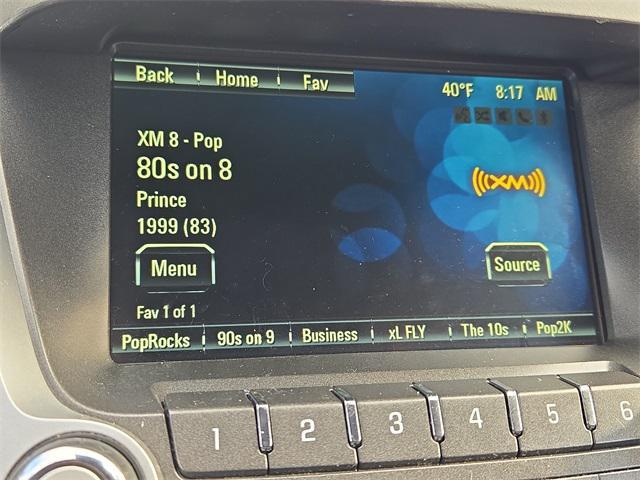 Back Home Fav
40°F 8:17 AM
XM 8 - Pop
80s on 8
Prince
1999 (83)
((XM))
Menu
Source
Fav 1 of 1
PopRocks 90s on 9 Business xL FLY The 10s Pop2K
1 2 3 4 5 6